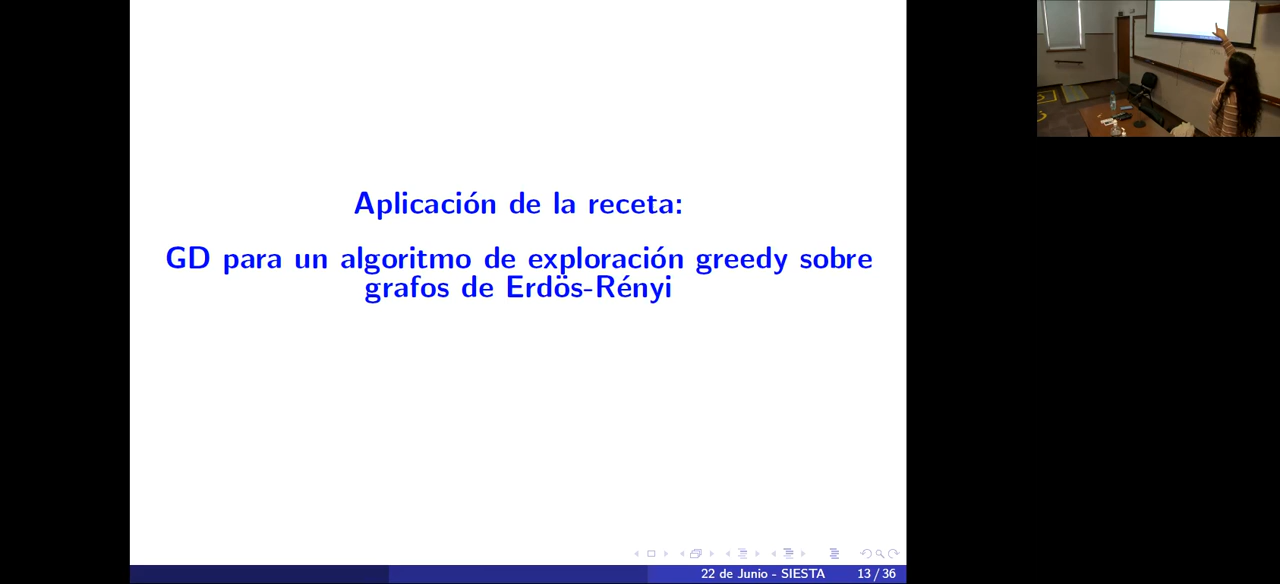 Aplicación de la receta:
GD para un algoritmo de exploración greedy sobre
grafos de Erdös-Rényi
22 de Junio - SIESTA 13 / 36